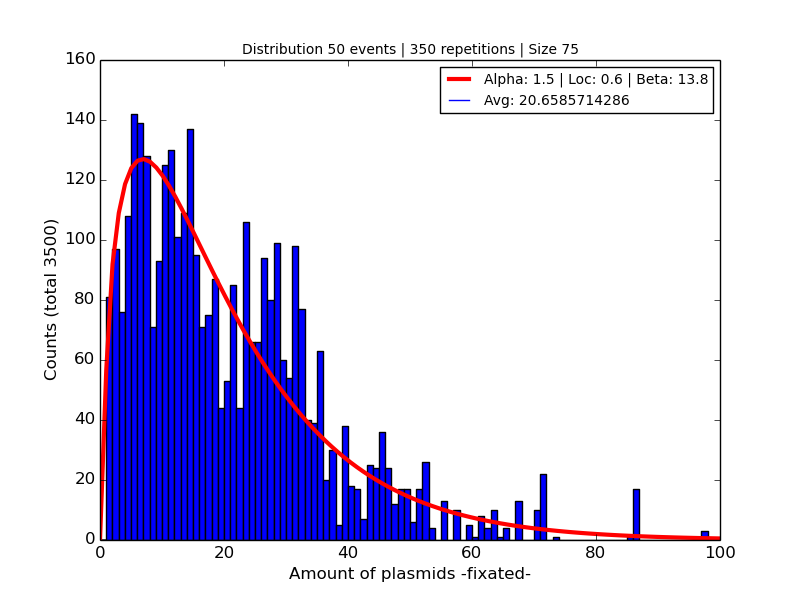 Distribution 50 events | 350 repetitions | Size 75
Alpha: 1.5 | Loc: 0.6 | Beta: 13.8
Avg: 20.6585714286
160
140
120
100
80
60
40
20
0
Counts (total 3500)
0 20 40 60 80 100
Amount of plasmids -fixated-